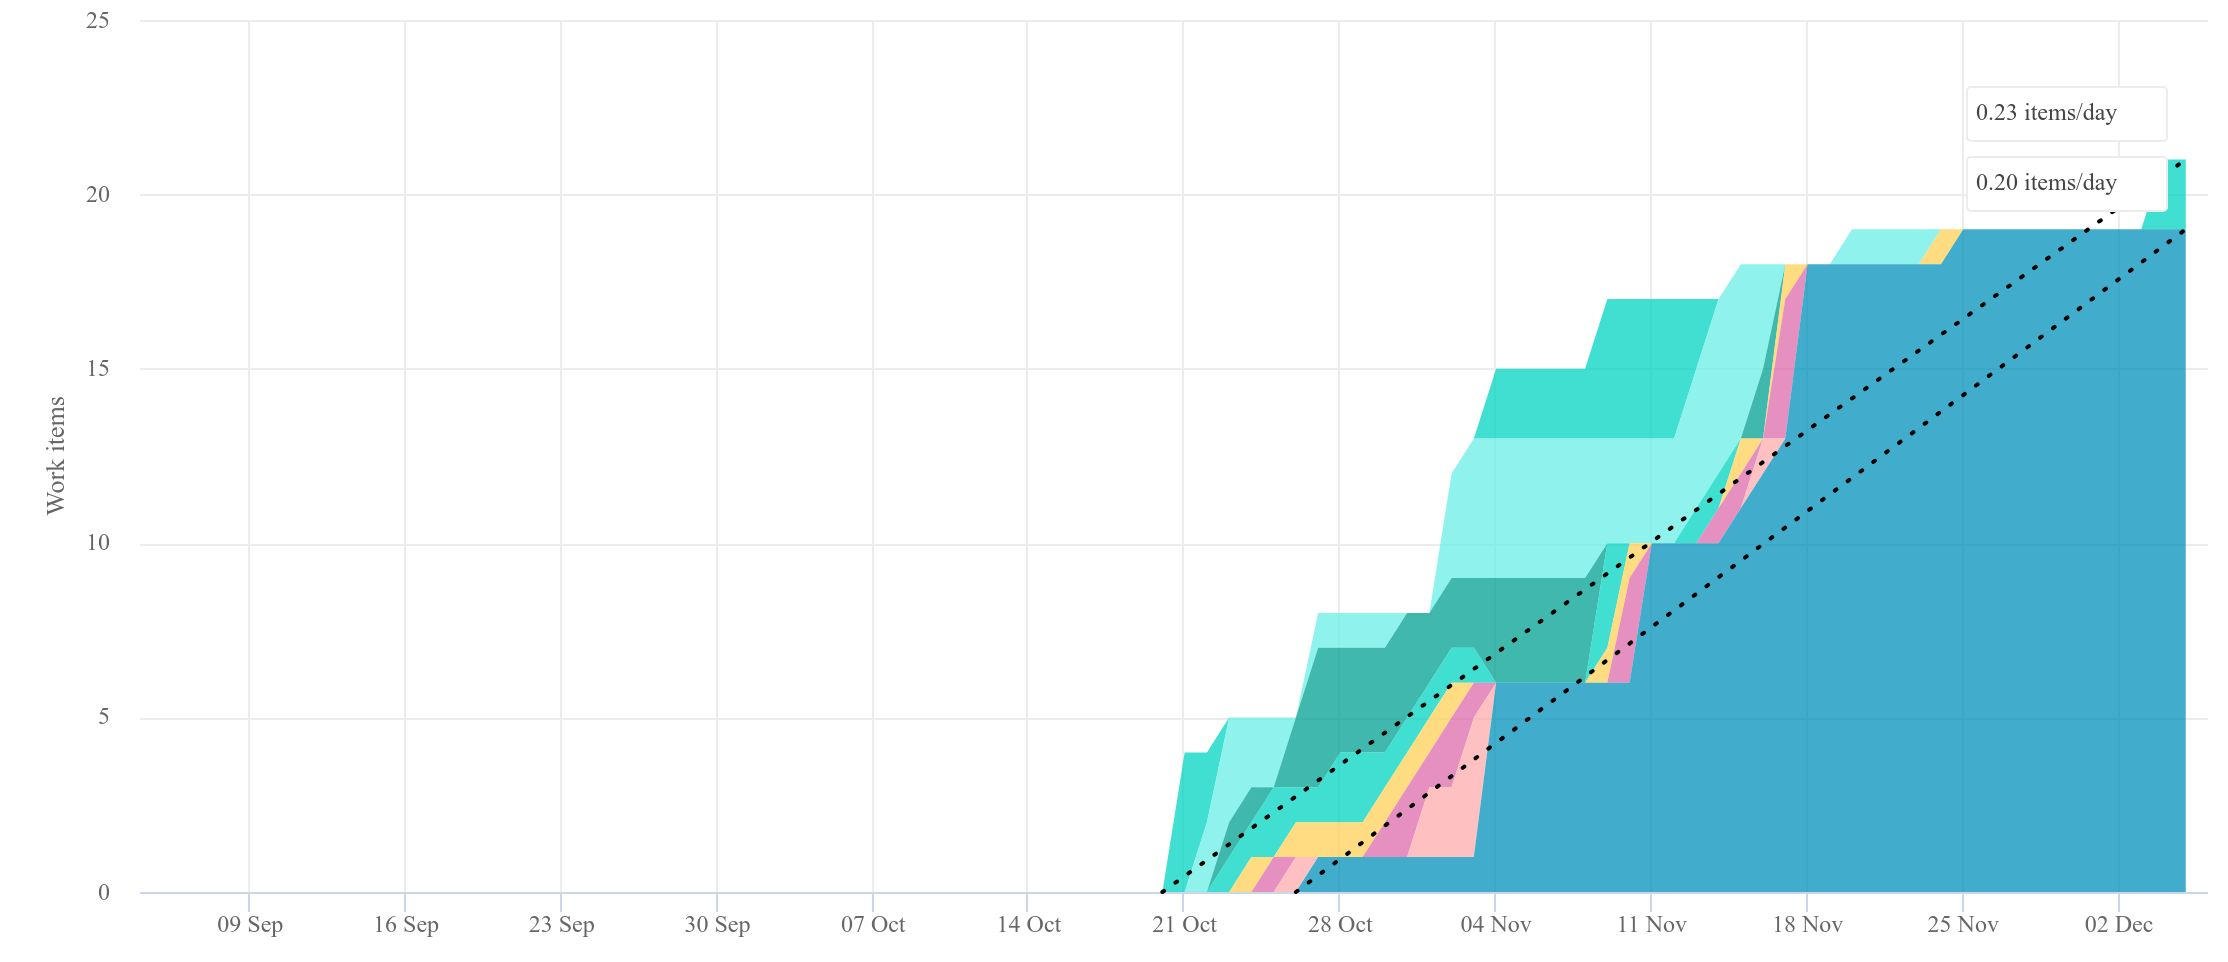 25
20
15
10
5
0
Work items
0.23 items/day
0.20 items/day
09 Sep
16 Sep
23 Sep
30 Sep
07 Oct
14 Oct
21 Oct
28 Oct
04 Nov
11 Nov
18 Nov
25 Nov
02 Dec